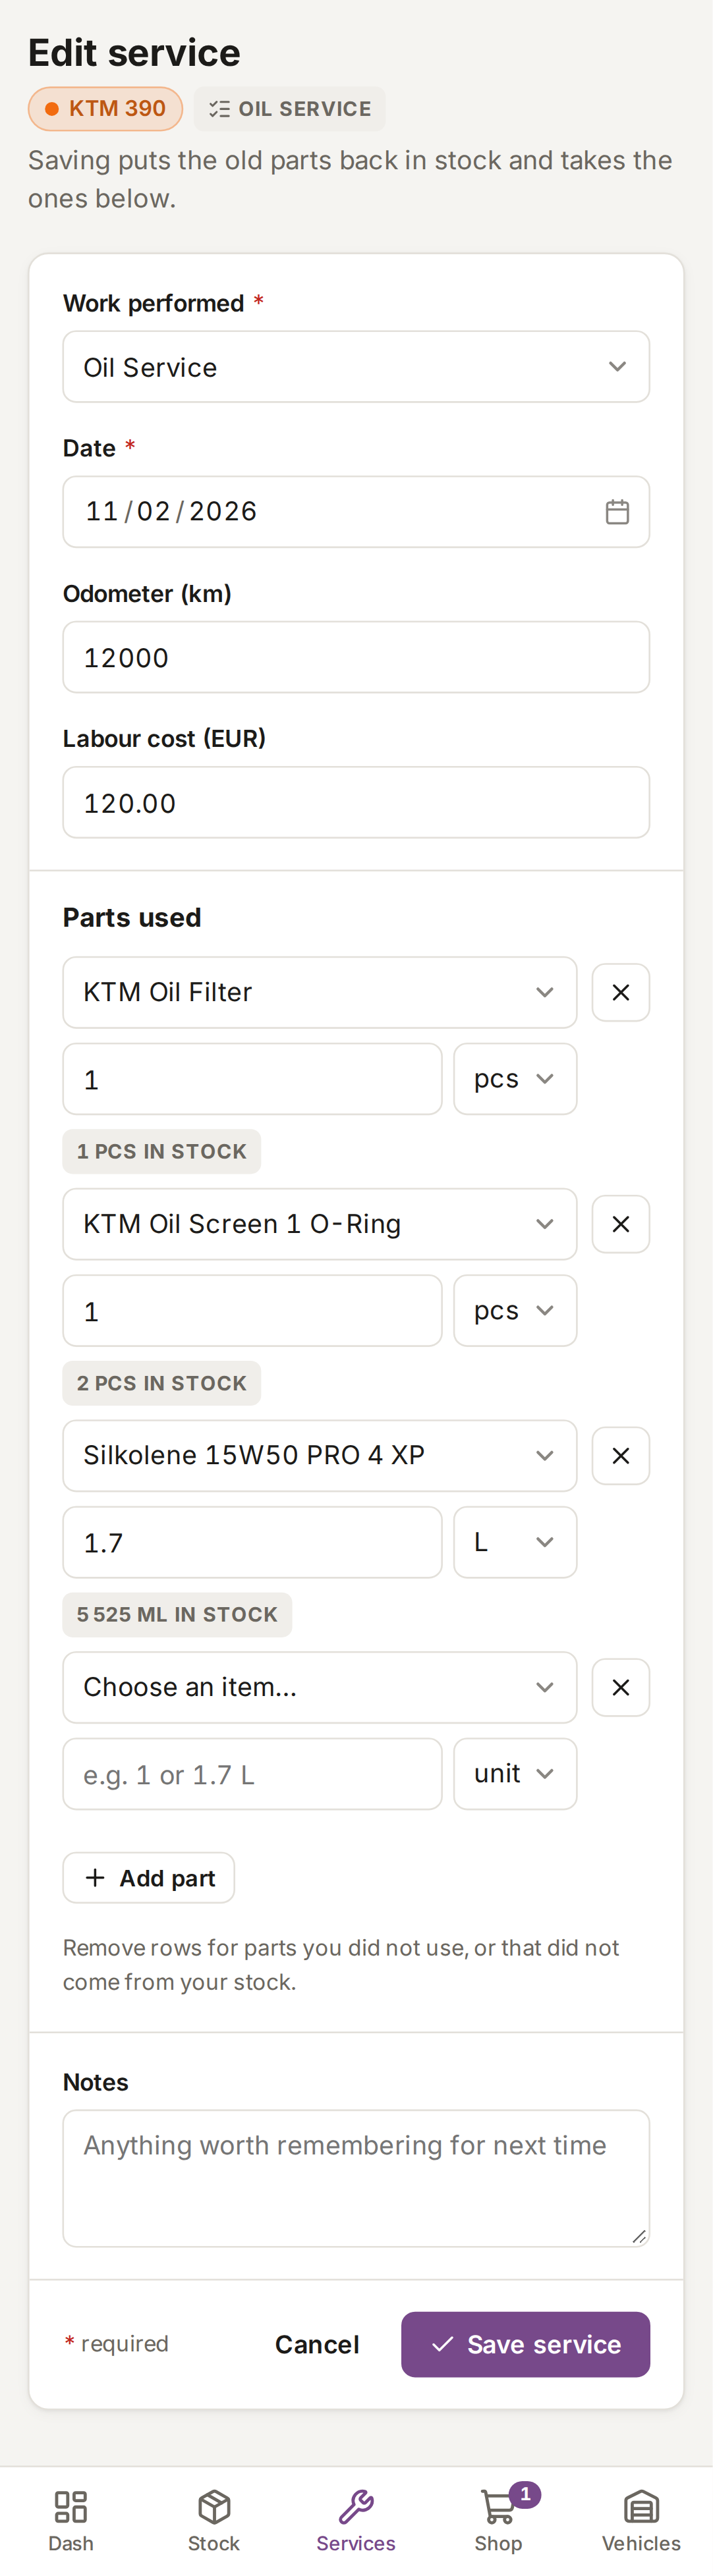 Edit service
KTM 390
OIL SERVICE
Saving puts the old parts back in stock and takes the
ones below.
Work performed *
Oil Service
Date *
11/02/2026
Odometer (km)
12000
Labour cost (EUR)
120.00
Parts used
KTM Oil Filter
1
pcs
1 PCS IN STOCK
KTM Oil Screen 1 O-Ring
1
pcs
2 PCS IN STOCK
Silkolene 15W50 PRO 4 XP
1.7
L
5 525 ML IN STOCK
Choose an item...
e.g. 1 or 1.7 L
unit
Add part
Remove rows for parts you did not use, or that did not
come from your stock.
Notes
Anything worth remembering for next time
* required
Cancel
Save service
1
Dash
Stock
Services
Shop
Vehicles